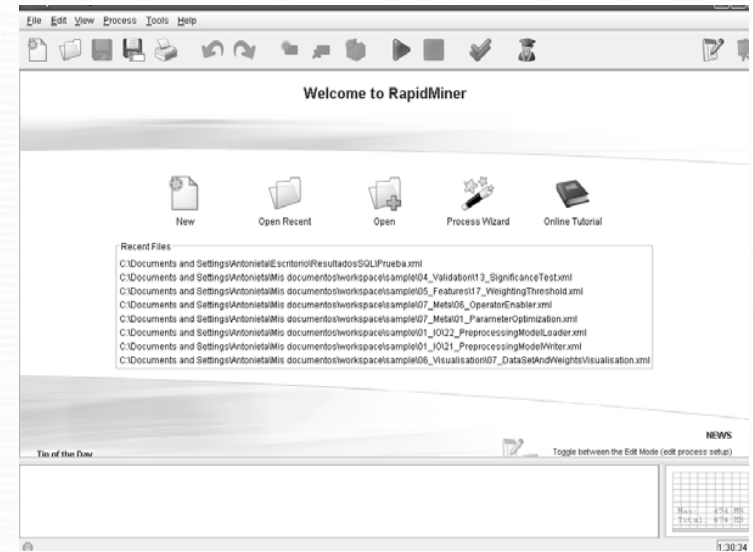 File Edit View Process Tools Help
Welcome to RapidMiner
New Open Recent Open Process Wizard Online Tutorial
Recent Files
C:\Documents and Settings\Antonieta\Escritorio\ResultadosSQL\Prueba.xml
C:\Documents and Settings\Antonieta\Mis documentos\workspace\sample\04_Validation\13_SignificanceTest.xml
C:\Documents and Settings\Antonieta\Mis documentos\workspace\sample\05_Features\17_WeightingThreshold.xml
C:\Documents and Settings\Antonieta\Mis documentos\workspace\sample\07_Meta\06_OperatorEnabler.xml
C:\Documents and Settings\Antonieta\Mis documentos\workspace\sample\07_Meta\01_ParameterOptimization.xml
C:\Documents and Settings\Antonieta\Mis documentos\workspace\sample\01_IO\22_PreprocessingModelLoader.xml
C:\Documents and Settings\Antonieta\Mis documentos\workspace\sample\01_IO\21_PreprocessingModelWriter.xml
C:\Documents and Settings\Antonieta\Mis documentos\workspace\sample\06_Visualisation\07_DataSetAndWeightsVisualisation.xml
NEWS
Tip of the Day
Toggle between the Edit Mode (edit process setup)
Max: 474 MB
Total: 474 MB
1:30:34